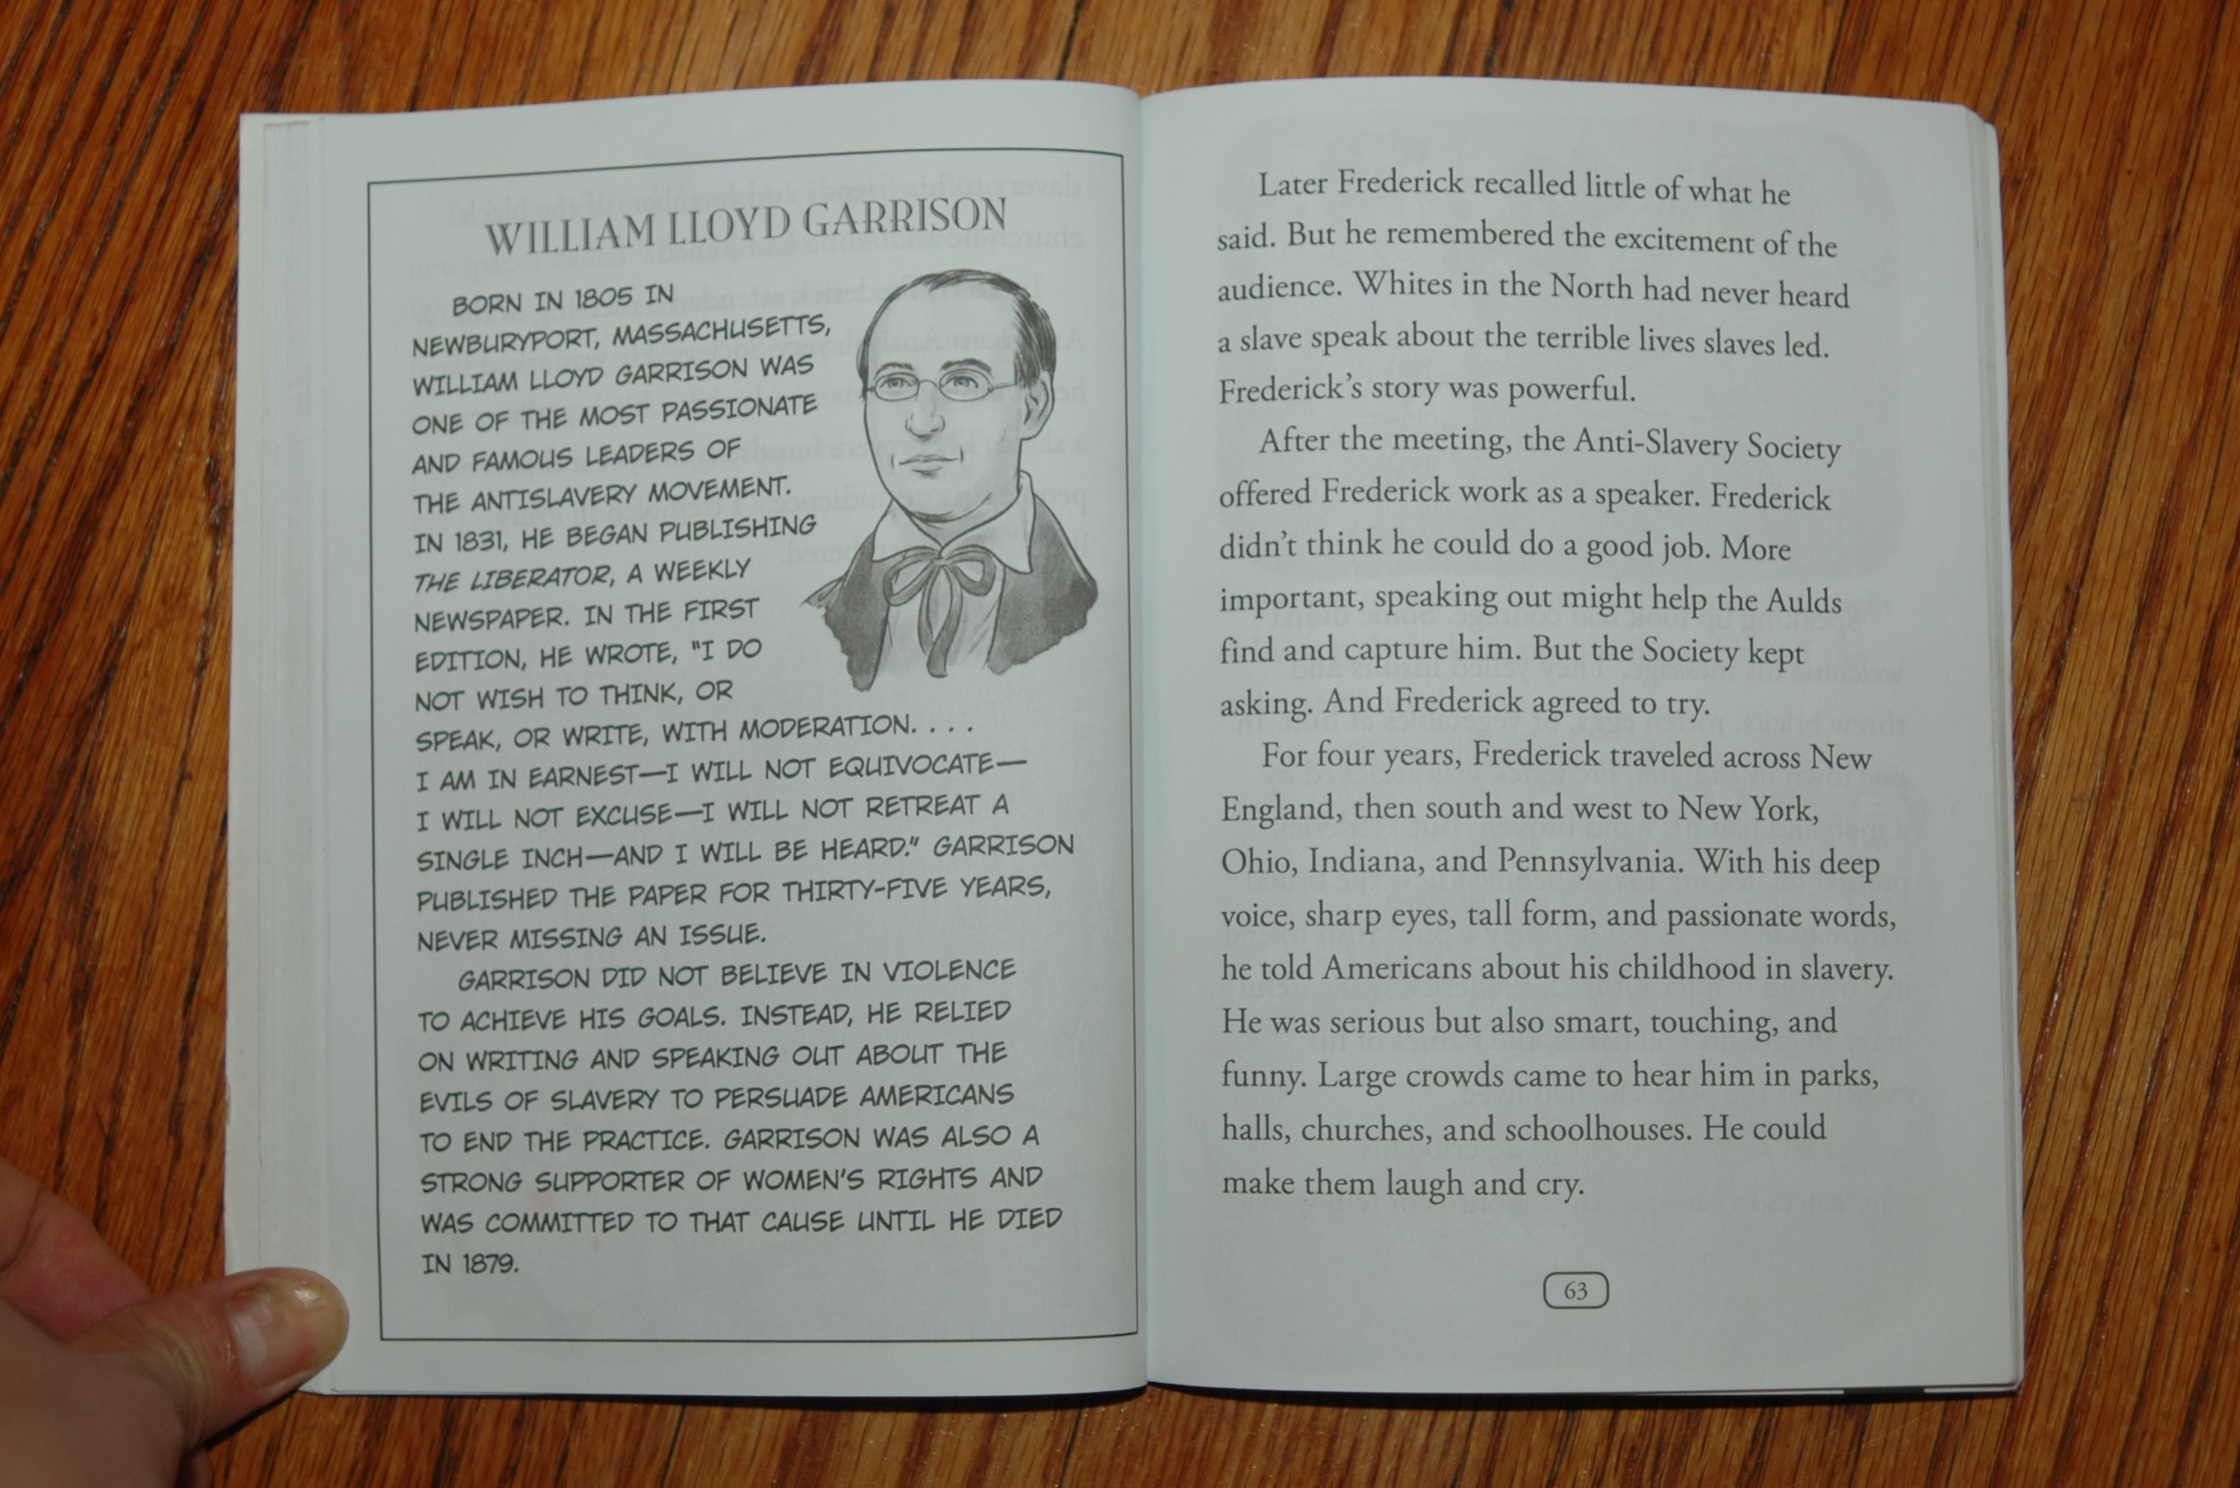 WILLIAM LLOYD GARRISON
BORN IN 1805 IN
NEWBURYPORT, MASSACHUSETTS,
WILLIAM LLOYD GARRISON WAS
ONE OF THE MOST PASSIONATE
AND FAMOUS LEADERS OF
THE ANTISLAVERY MOVEMENT.
IN 1831, HE BEGAN PUBLISHING
THE LIBERATOR, A WEEKLY
NEWSPAPER. IN THE FIRST
EDITION, HE WROTE, "I DO
NOT WISH TO THINK, OR
SPEAK, OR WRITE, WITH MODERATION. . . .
I AM IN EARNEST—I WILL NOT EQUIVOCATE—
I WILL NOT EXCUSE—I WILL NOT RETREAT A
SINGLE INCH—AND I WILL BE HEARD." GARRISON
PUBLISHED THE PAPER FOR THIRTY-FIVE YEARS,
NEVER MISSING AN ISSUE.
GARRISON DID NOT BELIEVE IN VIOLENCE
TO ACHIEVE HIS GOALS. INSTEAD, HE RELIED
ON WRITING AND SPEAKING OUT ABOUT THE
EVILS OF SLAVERY TO PERSUADE AMERICANS
TO END THE PRACTICE. GARRISON WAS ALSO A
STRONG SUPPORTER OF WOMEN'S RIGHTS AND
WAS COMMITTED TO THAT CAUSE UNTIL HE DIED
IN 1879.
Later Frederick recalled little of what he
said. But he remembered the excitement of the
audience. Whites in the North had never heard
a slave speak about the terrible lives slaves led.
Frederick's story was powerful.
After the meeting, the Anti-Slavery Society
offered Frederick work as a speaker. Frederick
didn't think he could do a good job. More
important, speaking out might help the Aulds
find and capture him. But the Society kept
asking. And Frederick agreed to try.
For four years, Frederick traveled across New
England, then south and west to New York,
Ohio, Indiana, and Pennsylvania. With his deep
voice, sharp eyes, tall form, and passionate words,
he told Americans about his childhood in slavery.
He was serious but also smart, touching, and
funny. Large crowds came to hear him in parks,
halls, churches, and schoolhouses. He could
make them laugh and cry.
63